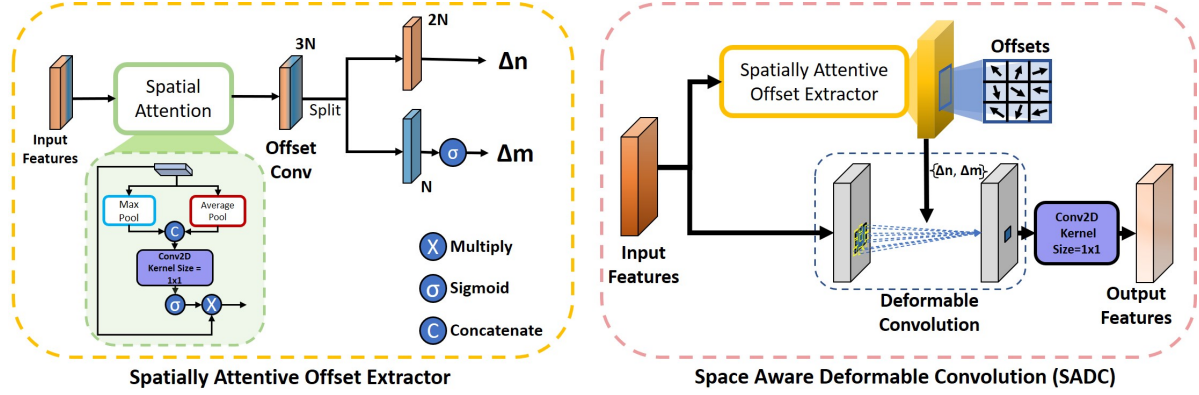 Input
Features
Spatial
Attention
3N
Offset
Conv
Split
2N
Δn
N
σ
Δm
Max
Pool
Average
Pool
C
Conv2D
Kernel Size =
1x1
σ
X
X
Multiply
σ
Sigmoid
C
Concatenate
Spatially Attentive Offset Extractor
Input
Features
Spatially Attentive
Offset Extractor
Offsets
{Δn, Δm}
Deformable
Convolution
Conv2D
Kernel
Size=1x1
Output
Features
Space Aware Deformable Convolution (SADC)